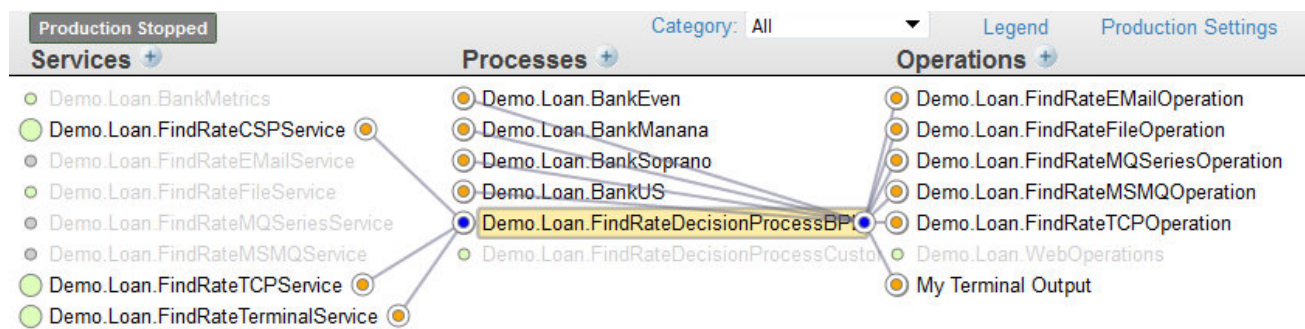 Production Stopped
Category: All
Legend
Production Settings
Services
Processes
Operations
Demo.Loan.BankMetrics
Demo.Loan.FindRateCSPService
Demo.Loan.FindRateEMailService
Demo.Loan.FindRateFileService
Demo.Loan.FindRateMQSeriesService
Demo.Loan.FindRateMSMQService
Demo.Loan.FindRateTCPService
Demo.Loan.FindRateTerminalService
Demo.Loan.BankEven
Demo.Loan.BankManana
Demo.Loan.BankSoprano
Demo.Loan.BankUS
Demo.Loan.FindRateDecisionProcessBP
Demo.Loan.FindRateDecisionProcessCusto
Demo.Loan.FindRateEMailOperation
Demo.Loan.FindRateFileOperation
Demo.Loan.FindRateMQSeriesOperation
Demo.Loan.FindRateMSMQOperation
Demo.Loan.FindRateTCPOperation
Demo.Loan.WebOperations
My Terminal Output